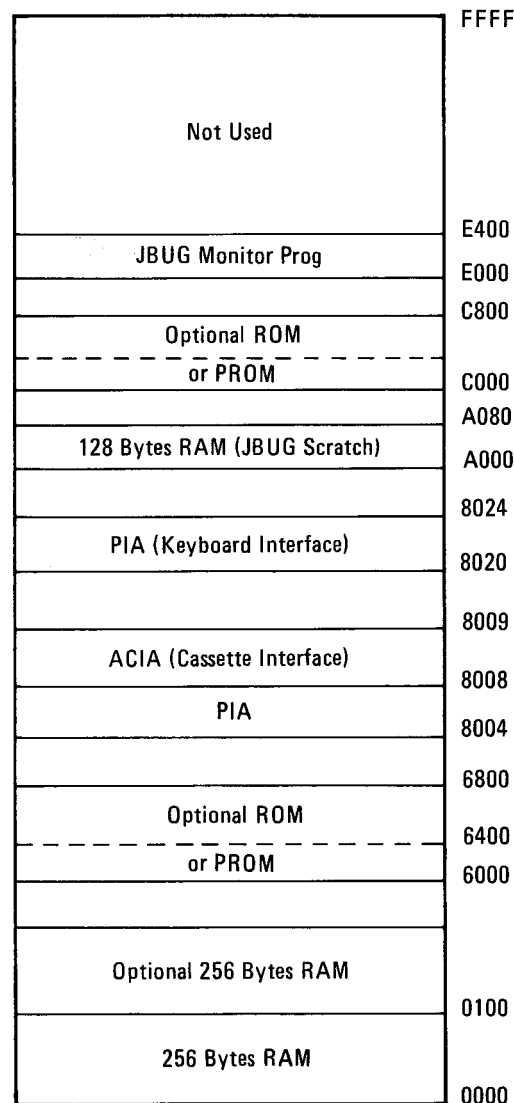 FFFF
Not Used
E400
JBUG Monitor Prog
E000
C800
Optional ROM
or PROM
C000
A080
128 Bytes RAM (JBUG Scratch)
A000
8024
PIA (Keyboard Interface)
8020
8009
ACIA (Cassette Interface)
8008
PIA
8004
6800
Optional ROM
6400
or PROM
6000
Optional 256 Bytes RAM
0100
256 Bytes RAM
0000